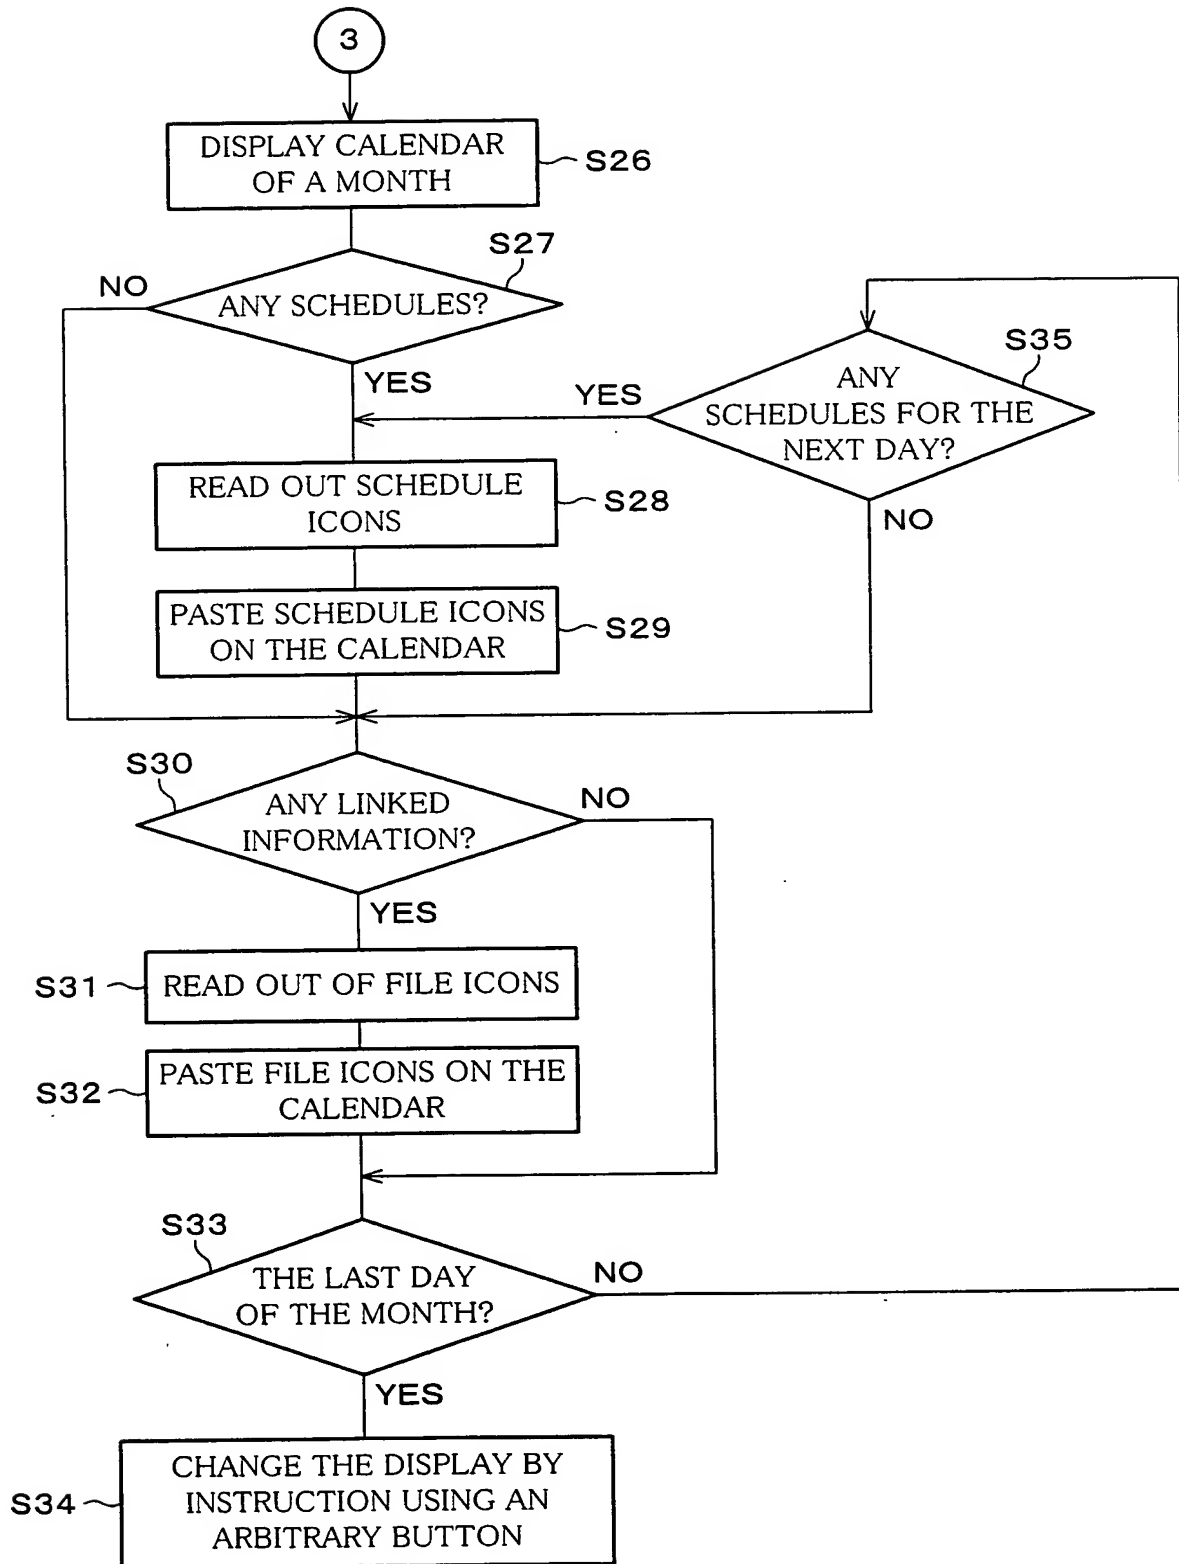 3
DISPLAY CALENDAR
OF A MONTH
S26
S27
NO
ANY SCHEDULES?
YES
S35
ANY
SCHEDULES FOR THE
NEXT DAY?
YES
NO
READ OUT SCHEDULE
ICONS
S28
PASTE SCHEDULE ICONS
ON THE CALENDAR
S29
S30
ANY LINKED
INFORMATION?
NO
YES
S31
READ OUT OF FILE ICONS
S32
PASTE FILE ICONS ON THE
CALENDAR
S33
THE LAST DAY
OF THE MONTH?
NO
YES
S34
CHANGE THE DISPLAY BY
INSTRUCTION USING AN
ARBITRARY BUTTON